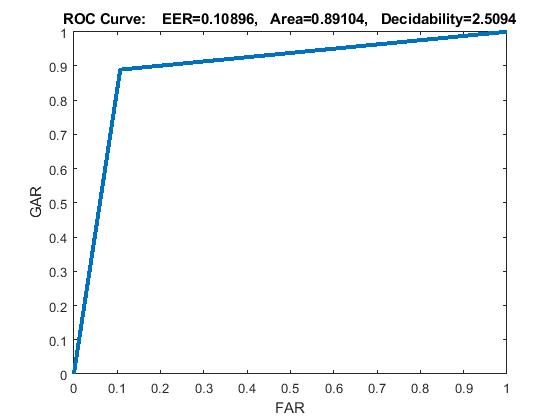 ROC Curve: EER=0.10896, Area=0.89104, Decidability=2.5094
1
0.9
0.8
0.7
0.6
0.5
0.4
0.3
0.2
0.1
0
GAR
0 0.1 0.2 0.3 0.4 0.5 0.6 0.7 0.8 0.9 1
FAR